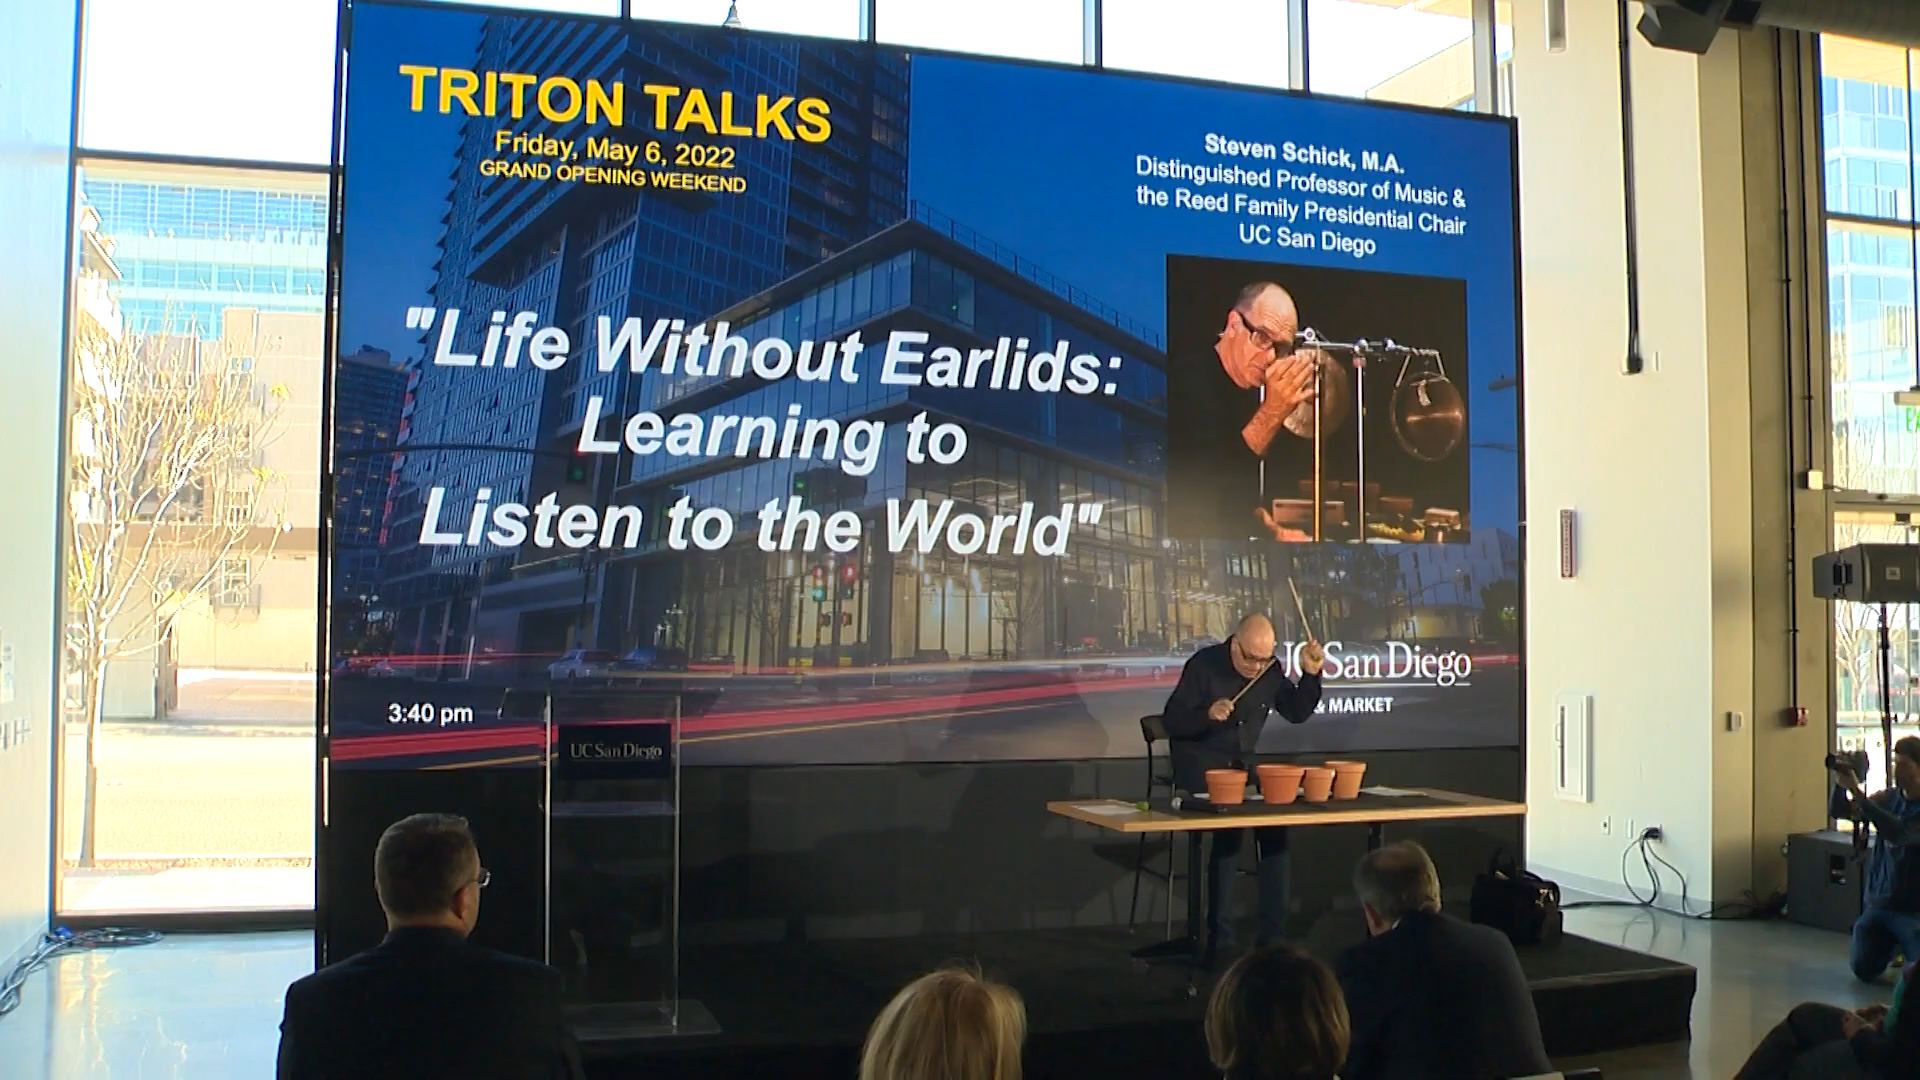 TRITON TALKS
Friday, May 6, 2022
GRAND OPENING WEEKEND
Steven Schick, M.A.
Distinguished Professor of Music &
the Reed Family Presidential Chair
UC San Diego
"Life Without Earlids:
Learning to
Listen to the World"
UC San Diego
& MARKET
3:40 pm
UC San Diego